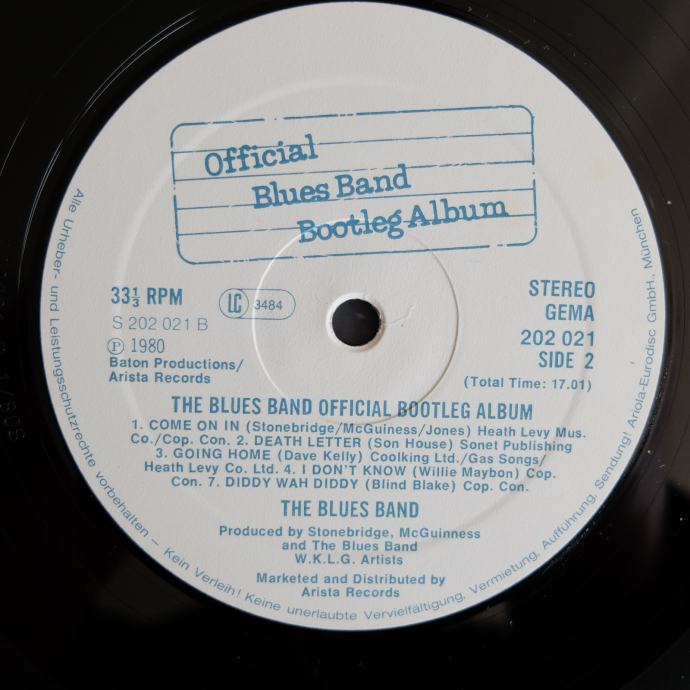 Official
Blues Band
Bootleg Album
33⅓ RPM
LC 3484
S 202 021 B
Ⓟ 1980
Baton Productions/
Arista Records
STEREO
GEMA
202 021
SIDE 2
(Total Time: 17.01)
THE BLUES BAND OFFICIAL BOOTLEG ALBUM
1. COME ON IN (Stonebridge/McGuiness/Jones) Heath Levy Mus.
Co./Cop. Con. 2. DEATH LETTER (Son House) Sonet Publishing
3. GOING HOME (Dave Kelly) Coolking Ltd./Gas Songs/
Heath Levy Co. Ltd. 4. I DON'T KNOW (Willie Maybon) Cop.
Con. 7. DIDDY WAH DIDDY (Blind Blake) Cop. Con.
THE BLUES BAND
Produced by Stonebridge, McGuinness
and The Blues Band
W.K.L.G. Artists
Marketed and Distributed by
Arista Records
Alle Urheber- und Leistungsschutzrechte vorbehalten — Kein Verleih! Keine unerlaubte Vervielfältigung, Vermietung, Aufführung, Sendung! Ariola-Eurodisc GmbH., München